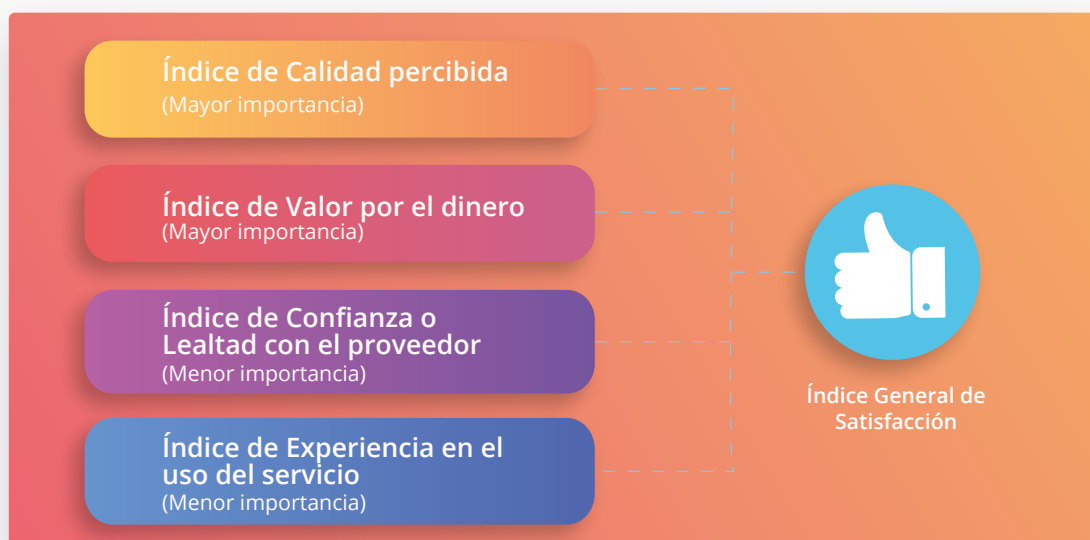 Índice de Calidad percibida
(Mayor importancia)
Índice de Valor por el dinero
(Mayor importancia)
Índice de Confianza o
Lealtad con el proveedor
(Menor importancia)
Índice de Experiencia en el
uso del servicio
(Menor importancia)
Índice General de
Satisfacción